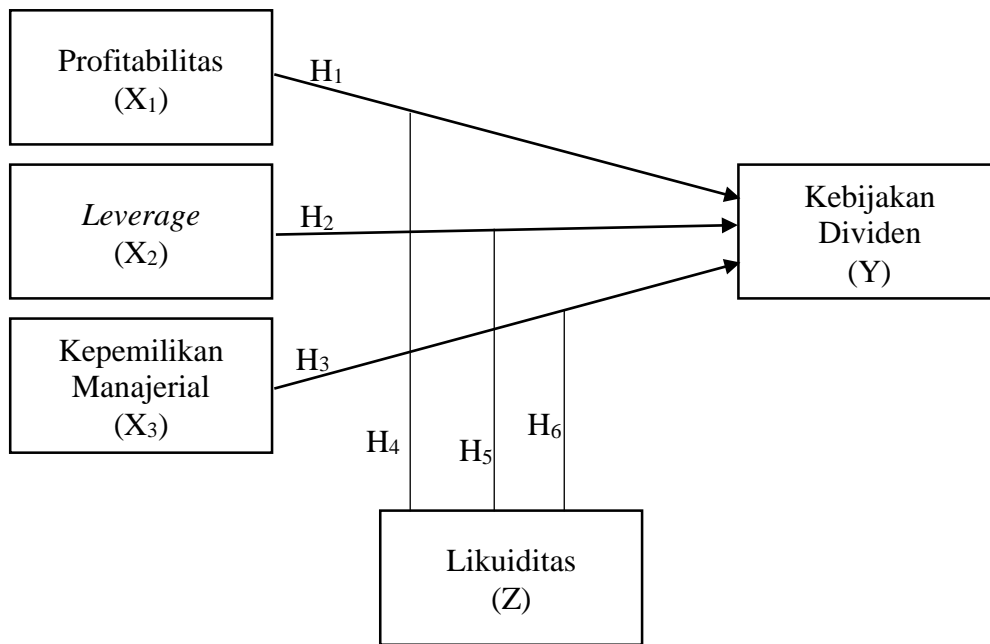 Profitabilitas
(X₁)
H₁
Leverage
(X₂)
H₂
Kebijakan
Dividen
(Y)
Kepemilikan
Manajerial
(X₃)
H₃
H₄
H₅
H₆
Likuiditas
(Z)